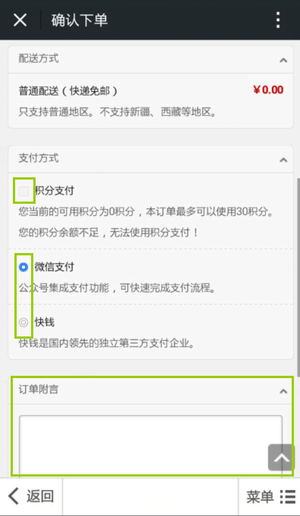 确认下单
配送方式
普通配送（快递免邮） ￥0.00
只支持普通地区。不支持新疆、西藏等地区。
支付方式
积分支付
您当前的可用积分为0积分，本订单最多可以使用30积分。
您的积分余额不足，无法使用积分支付！
微信支付
公众号集成支付功能，可快速完成支付流程。
快钱
快钱是国内领先的独立第三方支付企业。
订单附言
返回 菜单